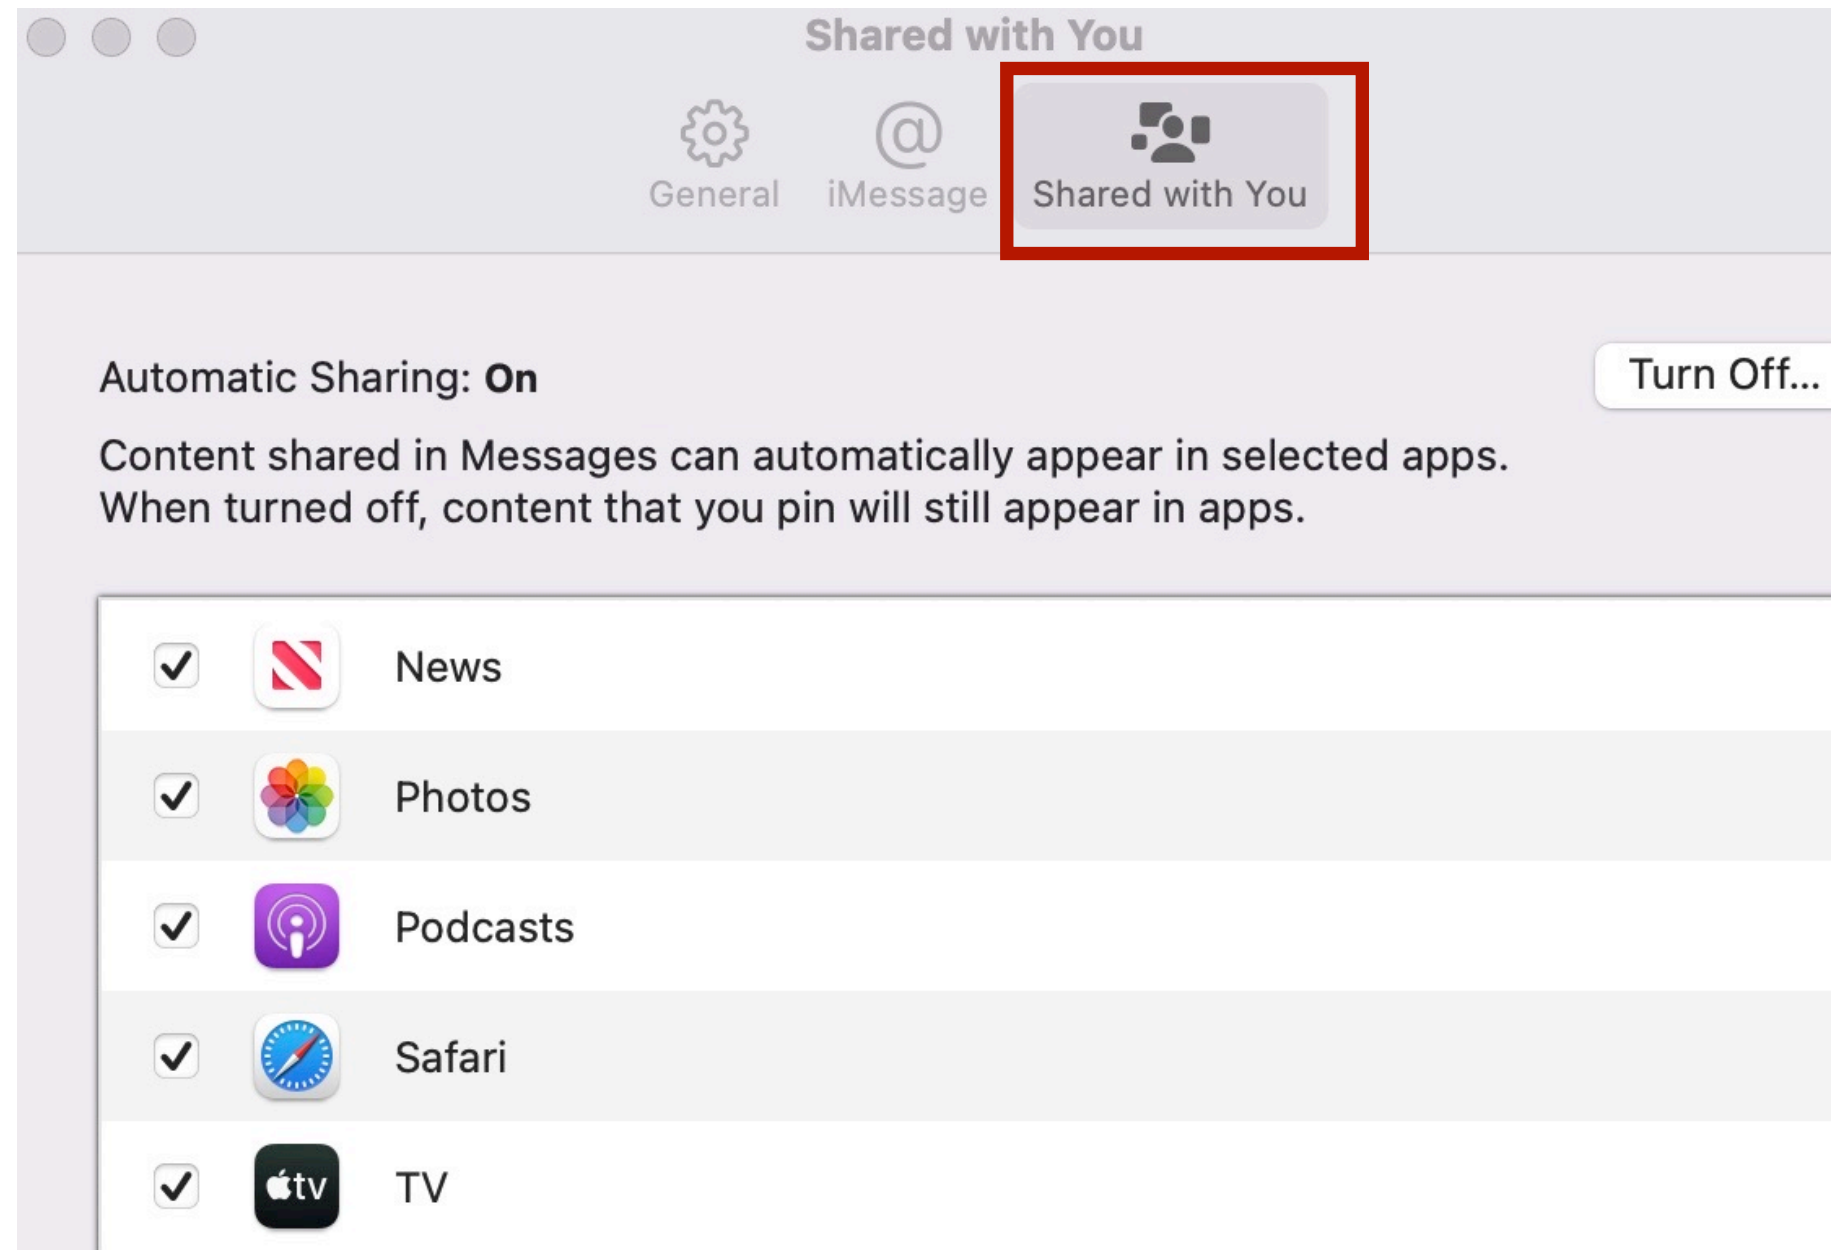 Shared with You
General
iMessage
Shared with You
Automatic Sharing: On
Turn Off...
Content shared in Messages can automatically appear in selected apps.
When turned off, content that you pin will still appear in apps.
News
Photos
Podcasts
Safari
tv
TV